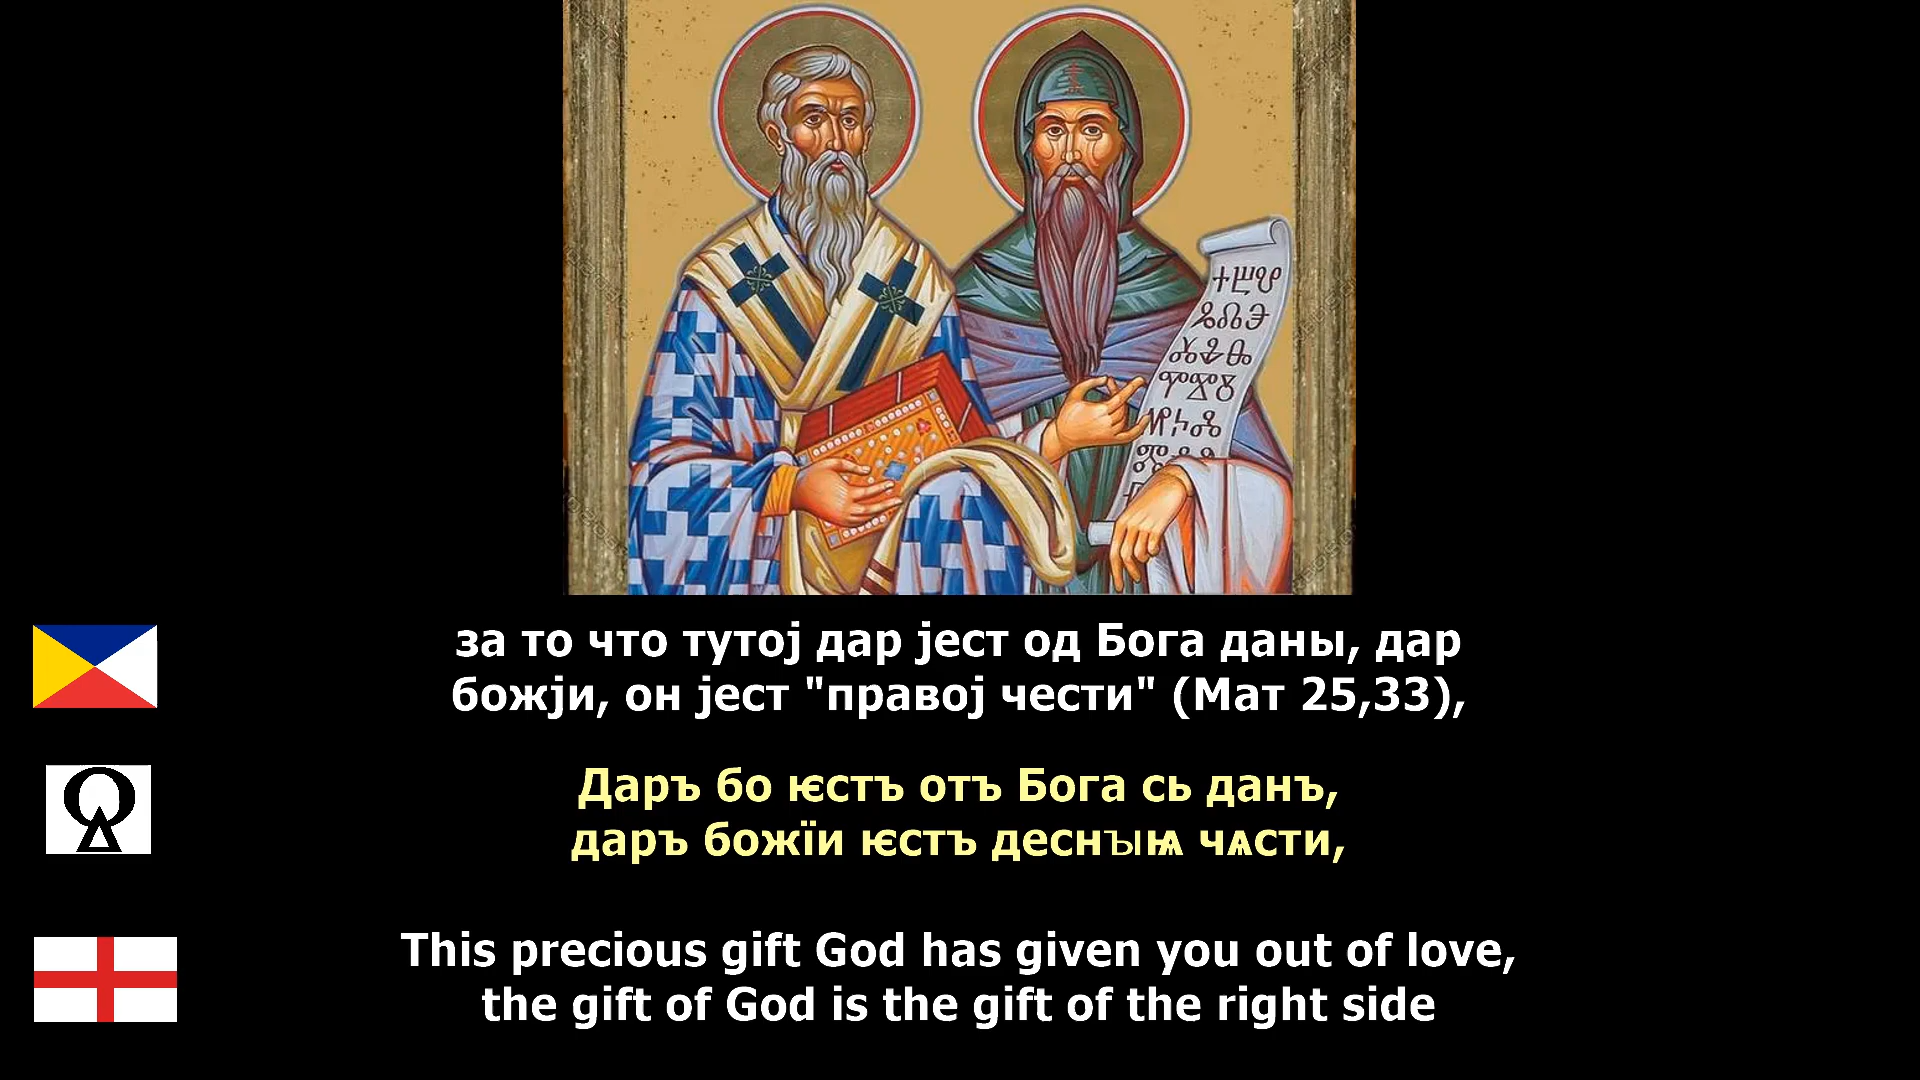 за то что тутој дар јест од Бога даны, дар
божји, он јест "правој чести" (Мат 25,33),
Даръ бо ѥстъ отъ Бога сь данъ,
даръ божїи ѥстъ деснъıѩ чѧсти,
This precious gift God has given you out of love,
the gift of God is the gift of the right side